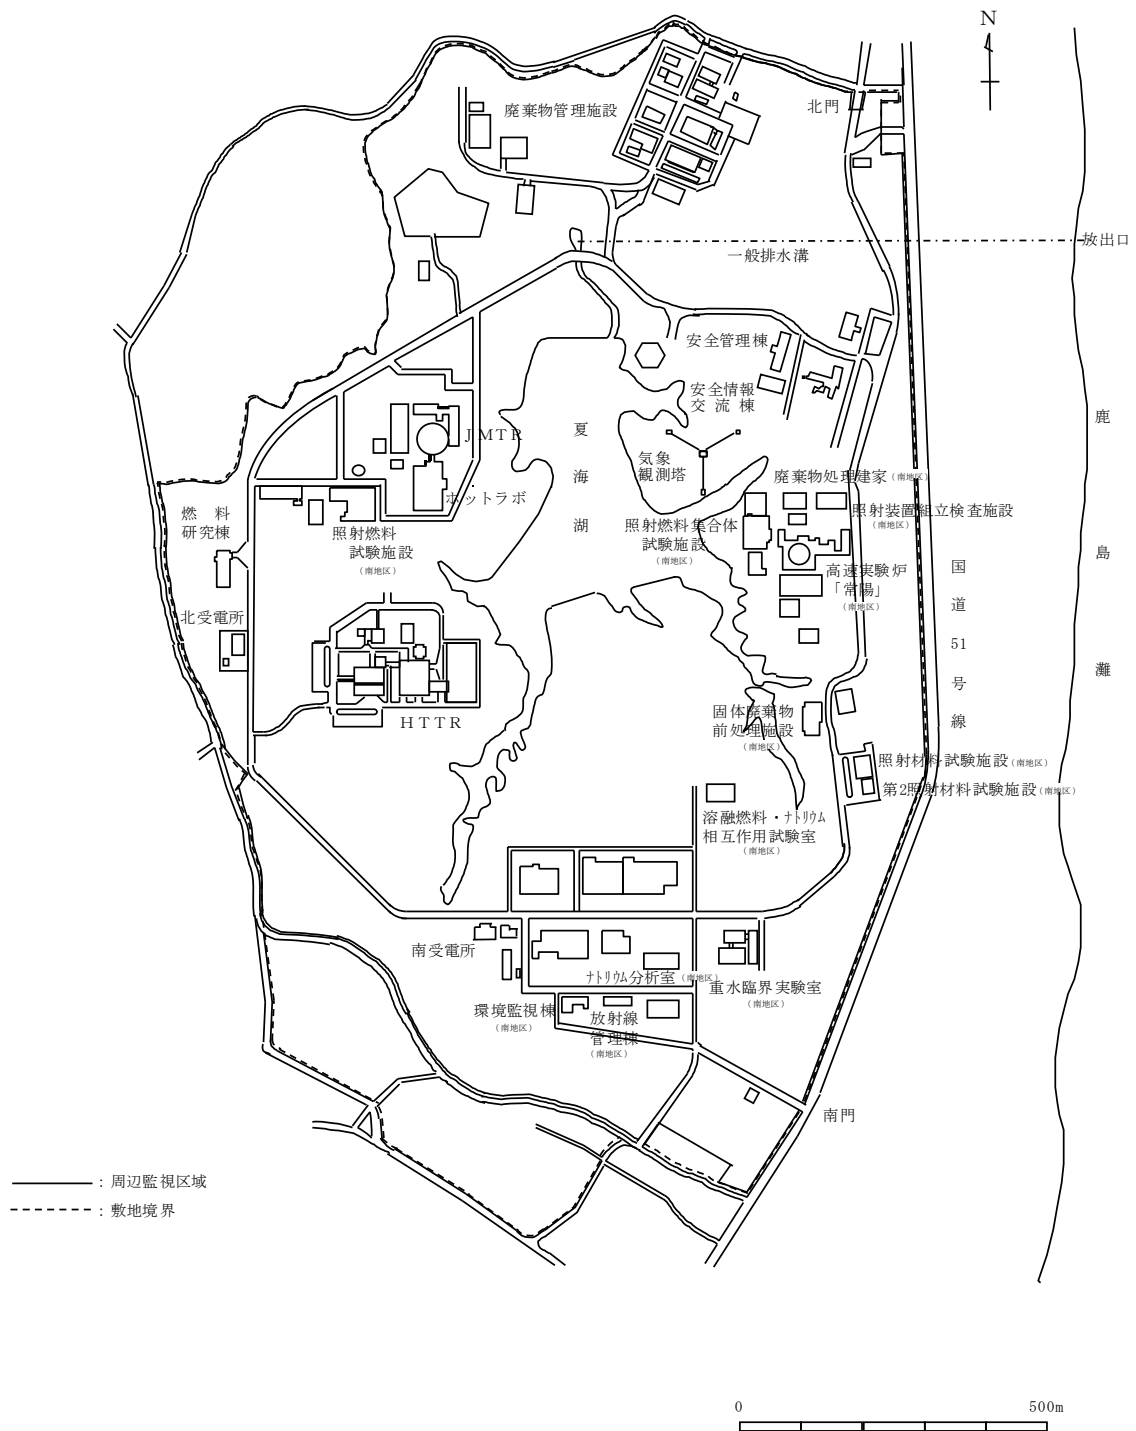 N
北門
廃棄物管理施設
放出口
一般排水溝
安全管理棟
安全情報
交流棟
鹿島灘
夏海湖
JMTR
気象
観測塔
ホットラボ
廃棄物処理建家(南地区)
燃料
研究棟
照射燃料
試験施設
(南地区)
照射燃料集合体
試験施設
(南地区)
照射装置組立検査施設
(南地区)
高速実験炉
「常陽」
(南地区)
国道51号線
北受電所
HTTR
固体廃棄物
前処理施設
(南地区)
照射材料試験施設(南地区)
第2照射材料試験施設(南地区)
溶融燃料・ナトリウム
相互作用試験室
(南地区)
南受電所
ナトリウム分析室(南地区)
重水臨界実験室
(南地区)
環境監視棟
(南地区)
放射線
管理棟
(南地区)
南門
:周辺監視区域
:敷地境界
0 500m